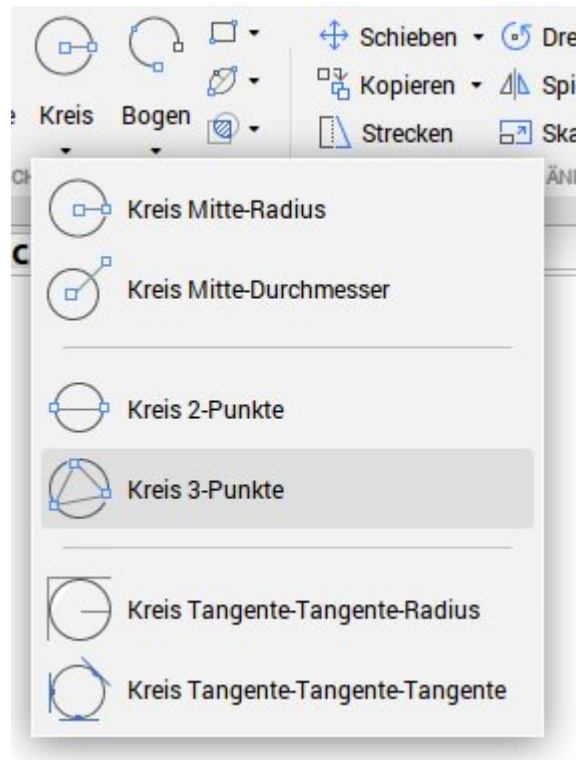 Schieben
Kopieren
Kreis Bogen
Strecken
Kreis Mitte-Radius
Kreis Mitte-Durchmesser
Kreis 2-Punkte
Kreis 3-Punkte
Kreis Tangente-Tangente-Radius
Kreis Tangente-Tangente-Tangente